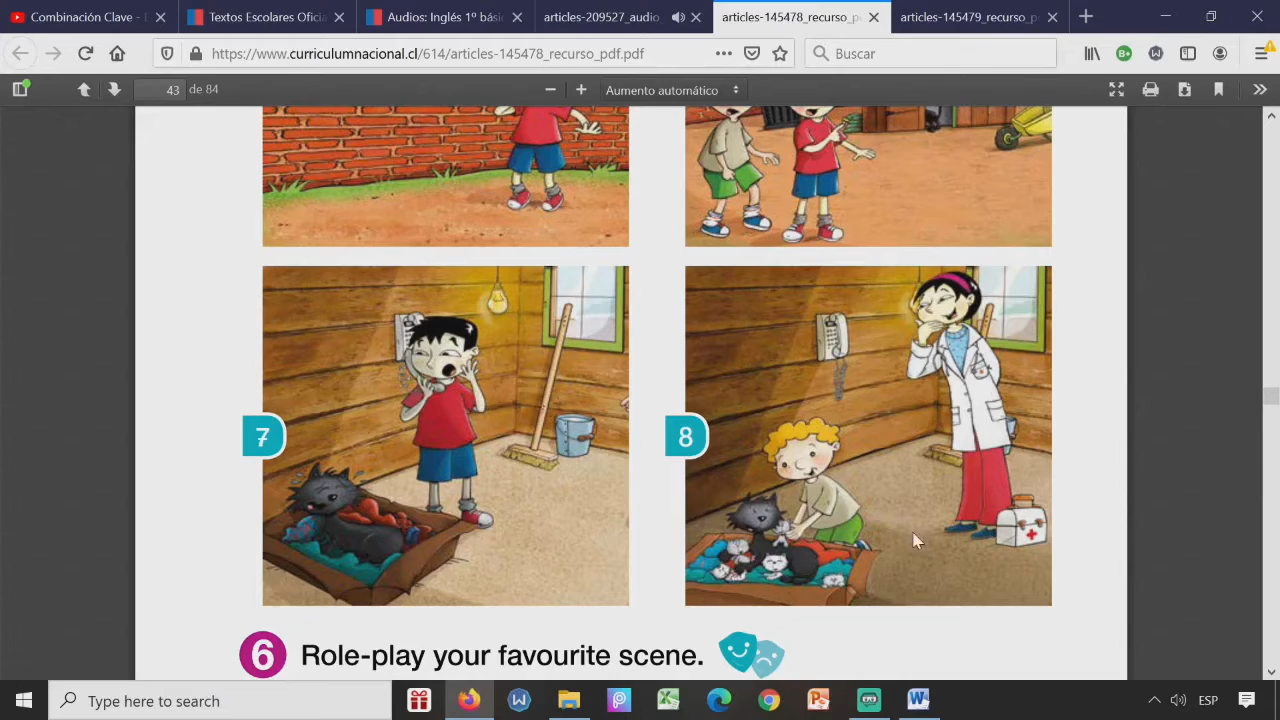 Combinación Clave -
Textos Escolares Oficia
Audios: Inglés 1º básic
articles-209527_audio
articles-145478_recurso_p
articles-145479_recurso_p
https://www.curriculumnacional.cl/614/articles-145478_recurso_pdf.pdf
Buscar
43 de 84
Aumento automático
7
8
6 Role-play your favourite scene.
Type here to search
ESP